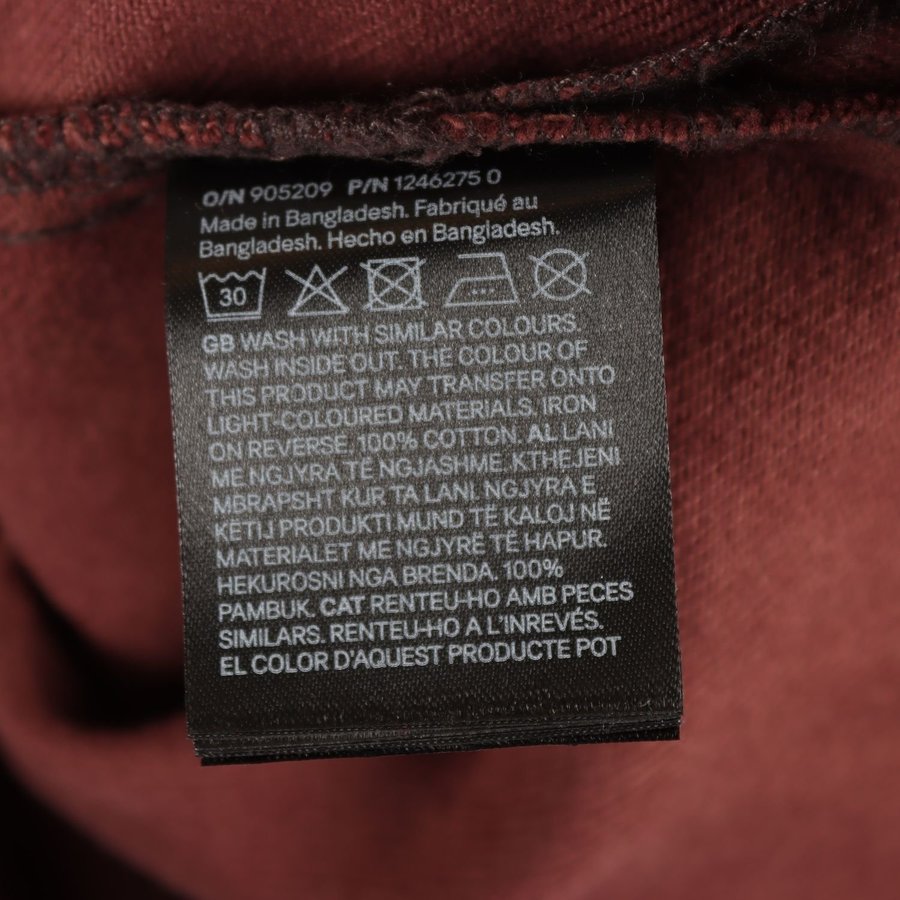 O/N 905209 P/N 1246275 0
Made in Bangladesh. Fabriqué au
Bangladesh. Hecho en Bangladesh.
30
GB WASH WITH SIMILAR COLOURS.
WASH INSIDE OUT. THE COLOUR OF
THIS PRODUCT MAY TRANSFER ONTO
LIGHT-COLOURED MATERIALS. IRON
ON REVERSE. 100% COTTON. AL LANI
ME NGJYRA TË NGJASHME. KTHEJENI
MBRAPSHT KUR TA LANI. NGJYRA E
KËTIJ PRODUKTI MUND TË KALOJ NË
MATERIALET ME NGJYRË TË HAPUR.
HEKUROSNI NGA BRENDA. 100%
PAMBUK. CAT RENTEU-HO AMB PECES
SIMILARS. RENTEU-HO A L'INREVÉS.
EL COLOR D'AQUEST PRODUCTE POT